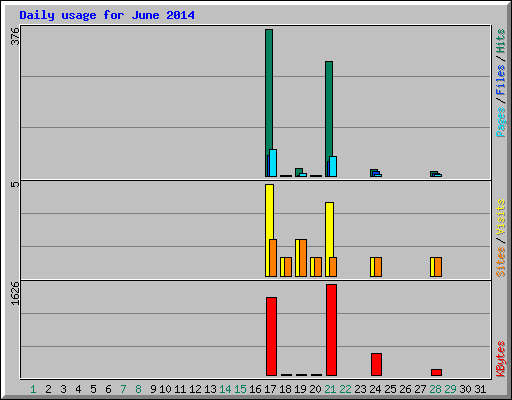 Daily usage for June 2014
376
5
1626
Pages/Files/Hits
Sites/Visits
KBytes
1 2 3 4 5 6 7 8 9 10 11 12 13 14 15 16 17 18 19 20 21 22 23 24 25 26 27 28 29 30 31